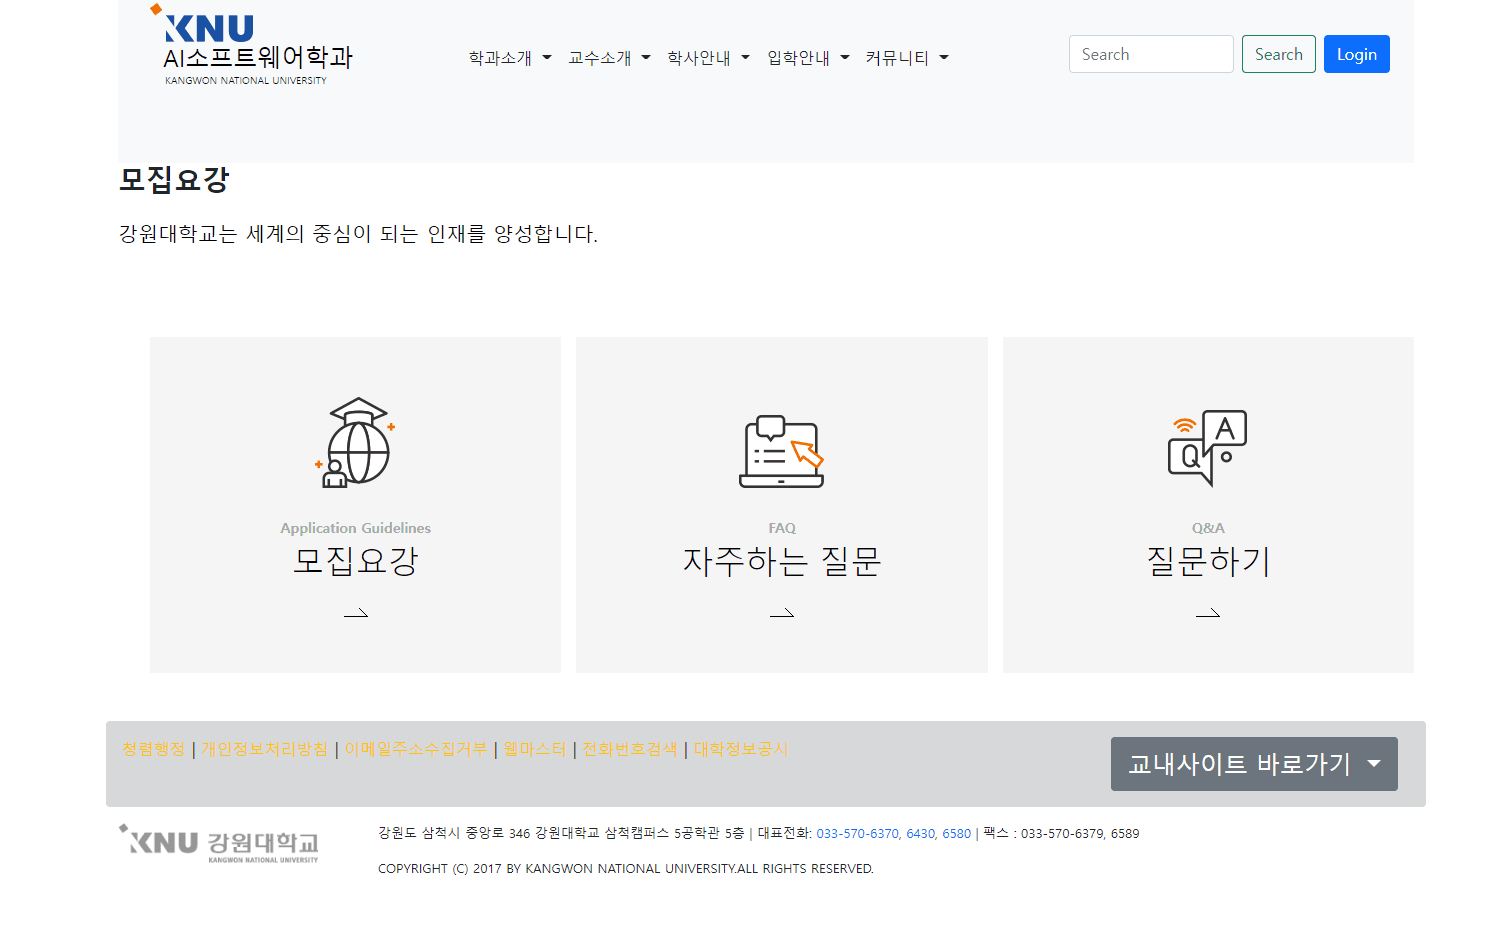 KNU
AI소프트웨어학과
KANGWON NATIONAL UNIVERSITY
학과소개 교수소개 학사안내 입학안내 커뮤니티
Search Search Login
모집요강
강원대학교는 세계의 중심이 되는 인재를 양성합니다.
A
Q
Application Guidelines
모집요강
FAQ
자주하는 질문
Q&A
질문하기
청렴행정 | 개인정보처리방침 | 이메일주소수집거부 | 웹마스터 | 전화번호검색 | 대학정보공시
교내사이트 바로가기
KNU 강원대학교
KANGWON NATIONAL UNIVERSITY
강원도 삼척시 중앙로 346 강원대학교 삼척캠퍼스 5공학관 5층 | 대표전화: 033-570-6370, 6430, 6580 | 팩스 : 033-570-6379, 6589
COPYRIGHT (C) 2017 BY KANGWON NATIONAL UNIVERSITY.ALL RIGHTS RESERVED.